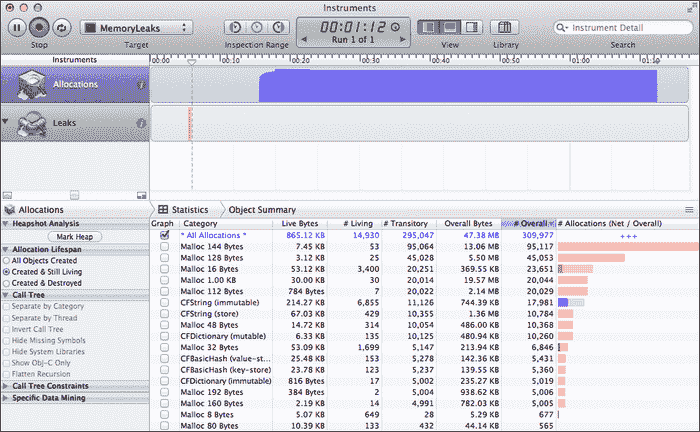 Instruments
MemoryLeaks
00:01:12
Run 1 of 1
Instrument Detail
Stop
Target
Inspection Range
View
Library
Search
Instruments
00:00 00:10 00:20 00:30 00:40 00:50 01:00 01:10
Allocations
Leaks
Allocations
Statistics Object Summary
Heapshot Analysis
Mark Heap
Allocation Lifespan
All Objects Created
Created & Still Living
Created & Destroyed
Call Tree
Separate by Category
Separate by Thread
Invert Call Tree
Hide Missing Symbols
Hide System Libraries
Show Obj-C Only
Flatten Recursion
Call Tree Constraints
Specific Data Mining
Graph Category Live Bytes # Living # Transitory Overall Bytes # Overall # Allocations (Net / Overall)
* All Allocations * 865.12 KB 14,930 295,047 47.38 MB 309,977 +++
Malloc 144 Bytes 7.45 KB 53 95,064 13.06 MB 95,117
Malloc 128 Bytes 3.12 KB 25 45,028 5.50 MB 45,053
Malloc 16 Bytes 53.12 KB 3,400 20,251 369.55 KB 23,651
Malloc 1.00 KB 30.00 KB 30 20,014 19.57 MB 20,044
Malloc 112 Bytes 784 Bytes 7 20,022 2.14 MB 20,029
CFString (immutable) 214.27 KB 6,855 11,126 744.39 KB 17,981
CFString (store) 67.03 KB 429 10,355 1.36 MB 10,784
Malloc 48 Bytes 14.72 KB 314 10,054 486.00 KB 10,368
CFDictionary (mutable) 6.33 KB 135 10,125 480.94 KB 10,260
Malloc 32 Bytes 53.09 KB 1,699 5,147 213.94 KB 6,846
CFBasicHash (value-st... 25.48 KB 153 5,278 142.36 KB 5,431
CFBasicHash (key-store) 23.78 KB 123 5,237 139.55 KB 5,360
CFDictionary (immutable) 816 Bytes 17 5,002 235.27 KB 5,019
Malloc 192 Bytes 384 Bytes 2 5,004 938.62 KB 5,006
Malloc 160 Bytes 2.19 KB 14 4,991 782.03 KB 5,005
Malloc 8 Bytes 5.07 KB 649 28 5.29 KB 677
Malloc 80 Bytes 10.39 KB 133 432 44.14 KB 565